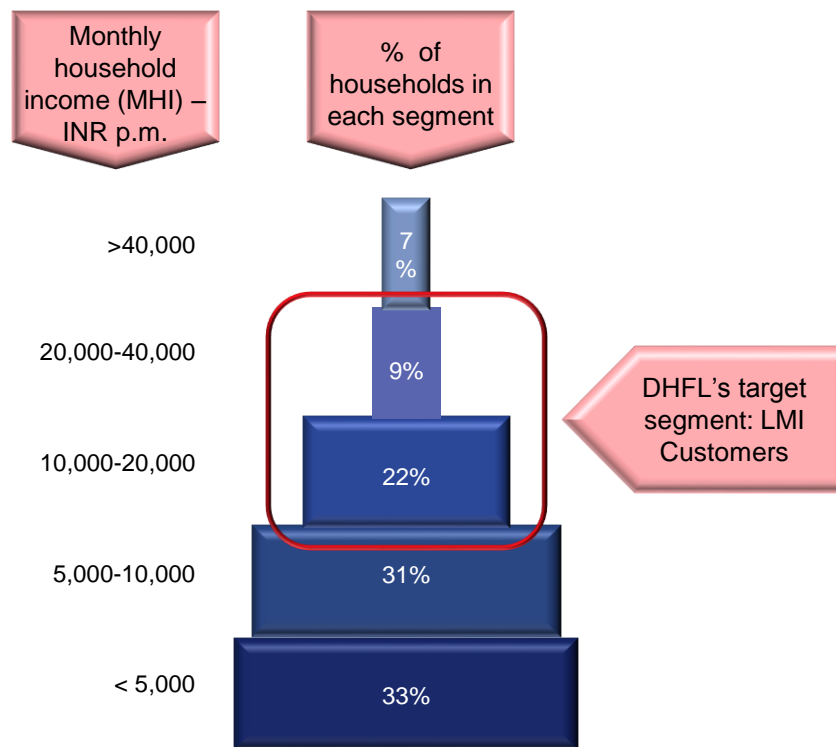 Monthly
household
income (MHI) –
INR p.m.
% of
households in
each segment
>40,000
7
%
20,000-40,000
9%
DHFL's target
segment: LMI
Customers
10,000-20,000
22%
5,000-10,000
31%
< 5,000
33%